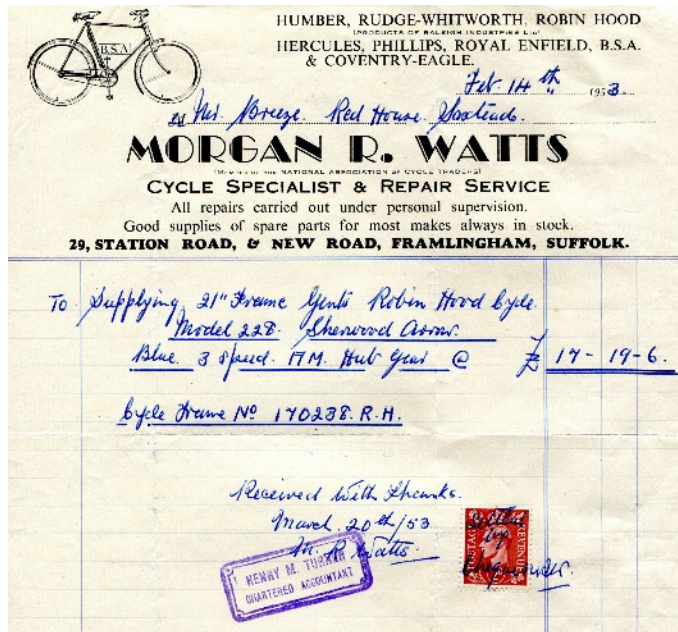 HUMBER, RUDGE-WHITWORTH, ROBIN HOOD
(PRODUCTS OF RALEIGH INDUSTRIES Ltd)
HERCULES, PHILLIPS, ROYAL ENFIELD, B.S.A.
& COVENTRY-EAGLE.
B.S.A.
Feb. 14th 1953.
Mr. Breeze. Red House. Saxtead.
MORGAN R. WATTS
(MEMBER OF THE NATIONAL ASSOCIATION OF CYCLE TRADERS)
CYCLE SPECIALIST & REPAIR SERVICE
All repairs carried out under personal supervision.
Good supplies of spare parts for most makes always in stock.
29, STATION ROAD, & NEW ROAD, FRAMLINGHAM, SUFFOLK.
To Supplying 21" Frame Gents Robin Hood Cycle.
Model 228. Sherwood Arrow.
Blue. 3 Speed. Hub Gear @ £ 17-19-6.
Cycle Frame No 170238. R.H.
Received With Thanks.
March 20th/53
M. R Watts.
HENRY M. TURNER
CHARTERED ACCOUNTANT
POSTAGE REVENUE
Settled
by
Cheque